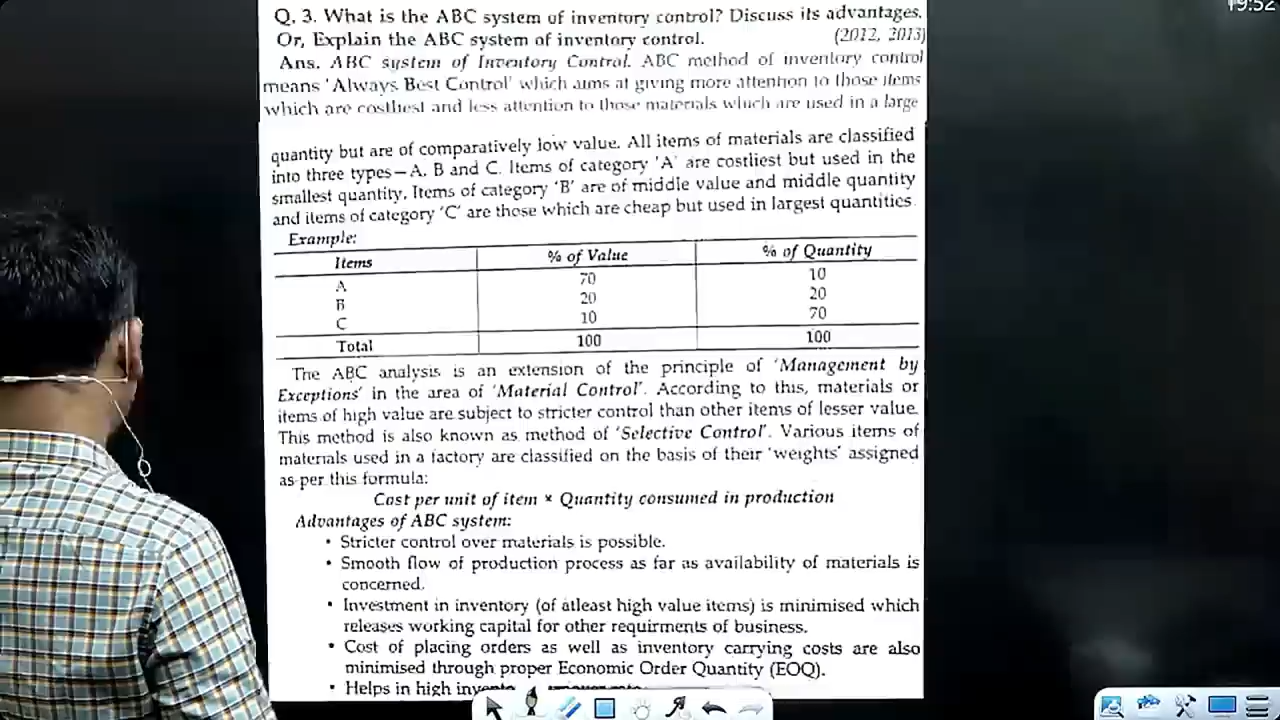 19:52
Q. 3. What is the ABC system of inventory control? Discuss its advantages.
Or, Explain the ABC system of inventory control. (2012, 2013)
Ans. ABC system of Inventory Control. ABC method of inventory control
means 'Always Best Control' which aims at giving more attention to those items
which are costliest and less attention to those materials which are used in a large
quantity but are of comparatively low value. All items of materials are classified
into three types—A, B and C. Items of category 'A' are costliest but used in the
smallest quantity. Items of category 'B' are of middle value and middle quantity
and items of category 'C' are those which are cheap but used in largest quantities.
Example:
Items % of Value % of Quantity
A 70 10
B 20 20
C 10 70
Total 100 100
The ABC analysis is an extension of the principle of 'Management by
Exceptions' in the area of 'Material Control'. According to this, materials or
items of high value are subject to stricter control than other items of lesser value.
This method is also known as method of 'Selective Control'. Various items of
materials used in a factory are classified on the basis of their 'weights' assigned
as per this formula:
Cost per unit of item × Quantity consumed in production
Advantages of ABC system:
• Stricter control over materials is possible.
• Smooth flow of production process as far as availability of materials is
concerned.
• Investment in inventory (of atleast high value items) is minimised which
releases working capital for other requirments of business.
• Cost of placing orders as well as inventory carrying costs are also
minimised through proper Economic Order Quantity (EOQ).
• Helps in high